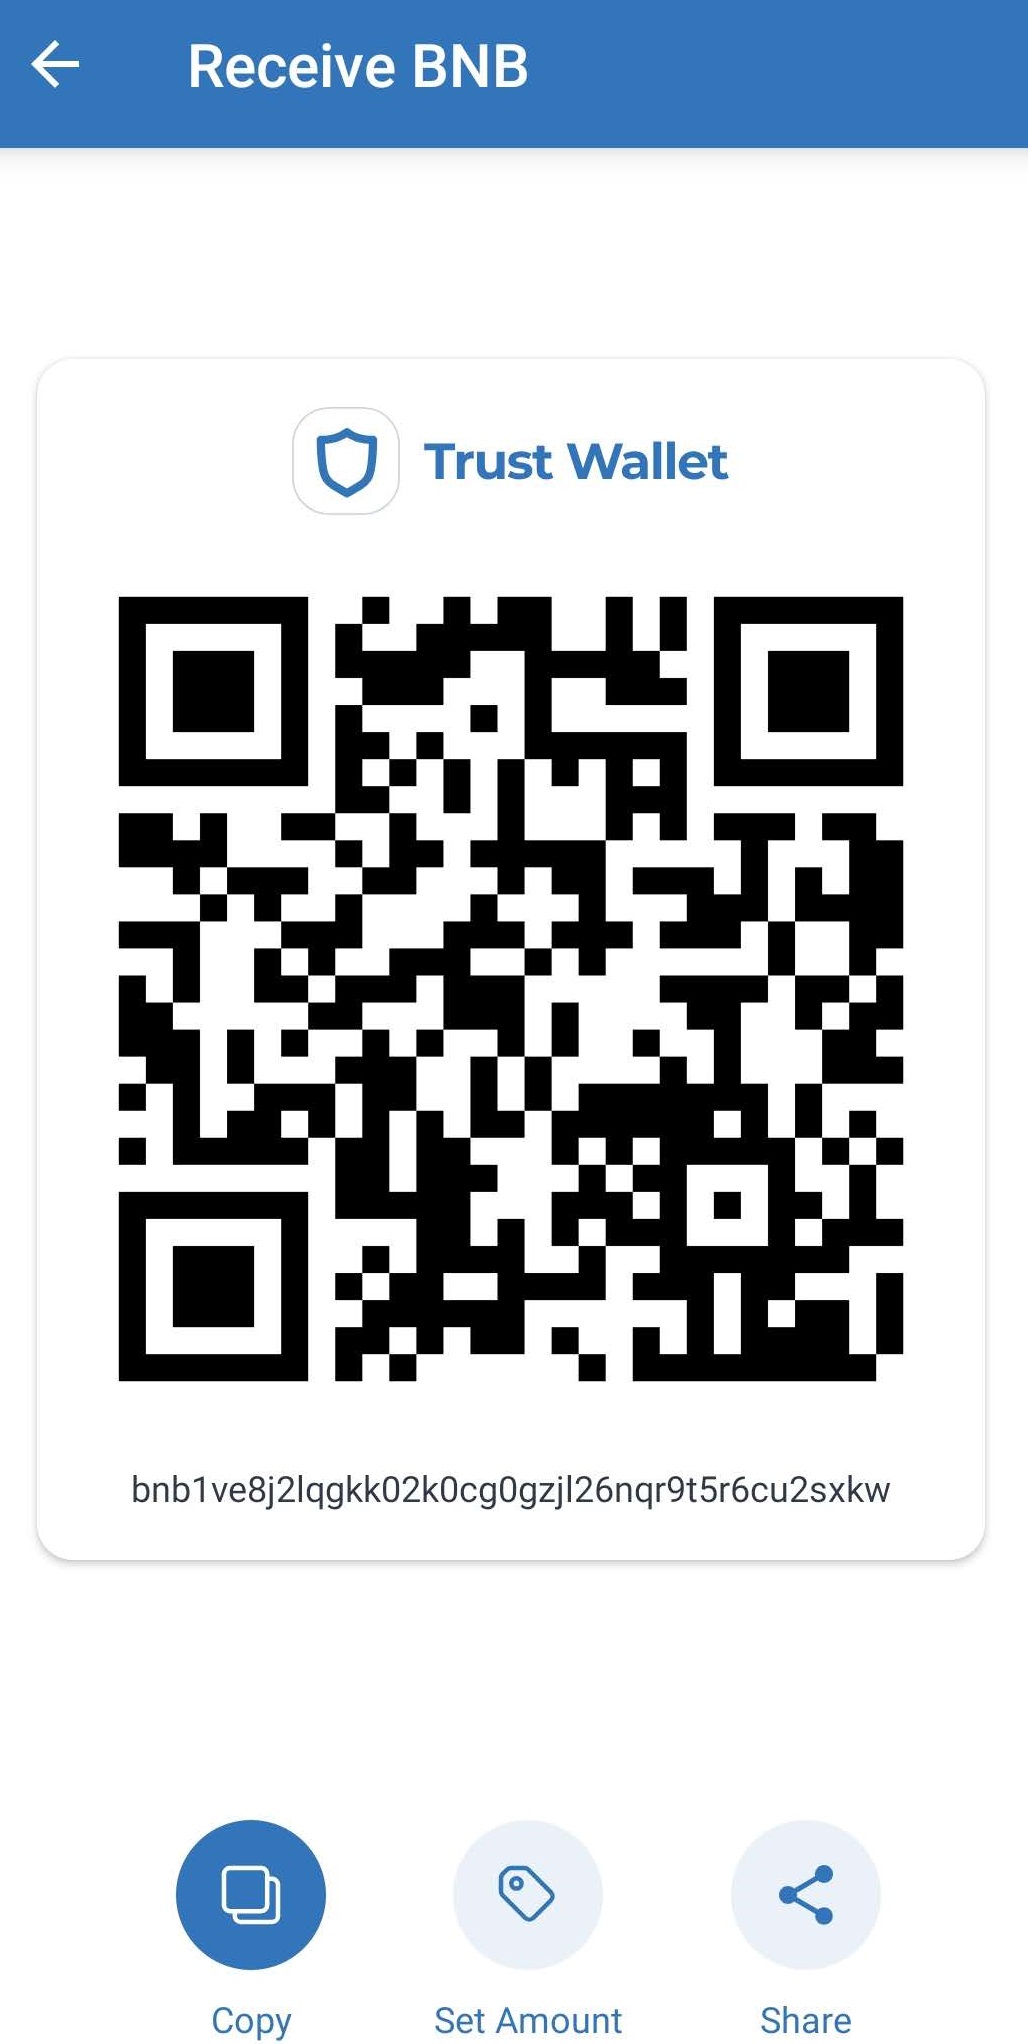 Receive BNB
Trust Wallet
bnb1ve8j2lqgkk02k0cg0gzjl26nqr9t5r6cu2sxkw
Copy
Set Amount
Share